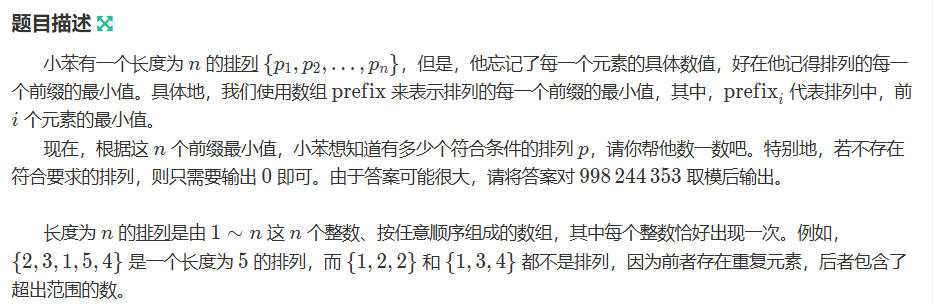 题目描述
小苯有一个长度为 n 的排列 {p₁, p₂, . . . , pₙ}，但是，他忘记了每一个元素的具体数值，好在他记得排列的每一
个前缀的最小值。具体地，我们使用数组 prefix 来表示排列的每一个前缀的最小值，其中，prefixᵢ 代表排列中，前
i 个元素的最小值。
现在，根据这 n 个前缀最小值，小苯想知道有多少个符合条件的排列 p，请你帮他数一数吧。特别地，若不存在
符合要求的排列，则只需要输出 0 即可。由于答案可能很大，请将答案对 998 244 353 取模后输出。
长度为 n 的排列是由 1 ∼ n 这 n 个整数、按任意顺序组成的数组，其中每个整数恰好出现一次。例如，
{2, 3, 1, 5, 4} 是一个长度为 5 的排列，而 {1, 2, 2} 和 {1, 3, 4} 都不是排列，因为前者存在重复元素，后者包含了
超出范围的数。